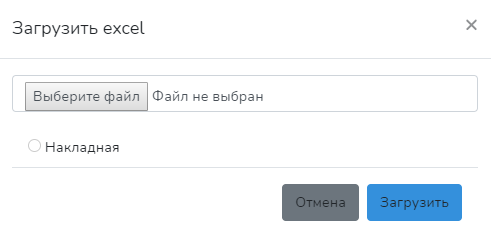 Загрузить excel
×
Выберите файл Файл не выбран
Накладная
Отмена Загрузить